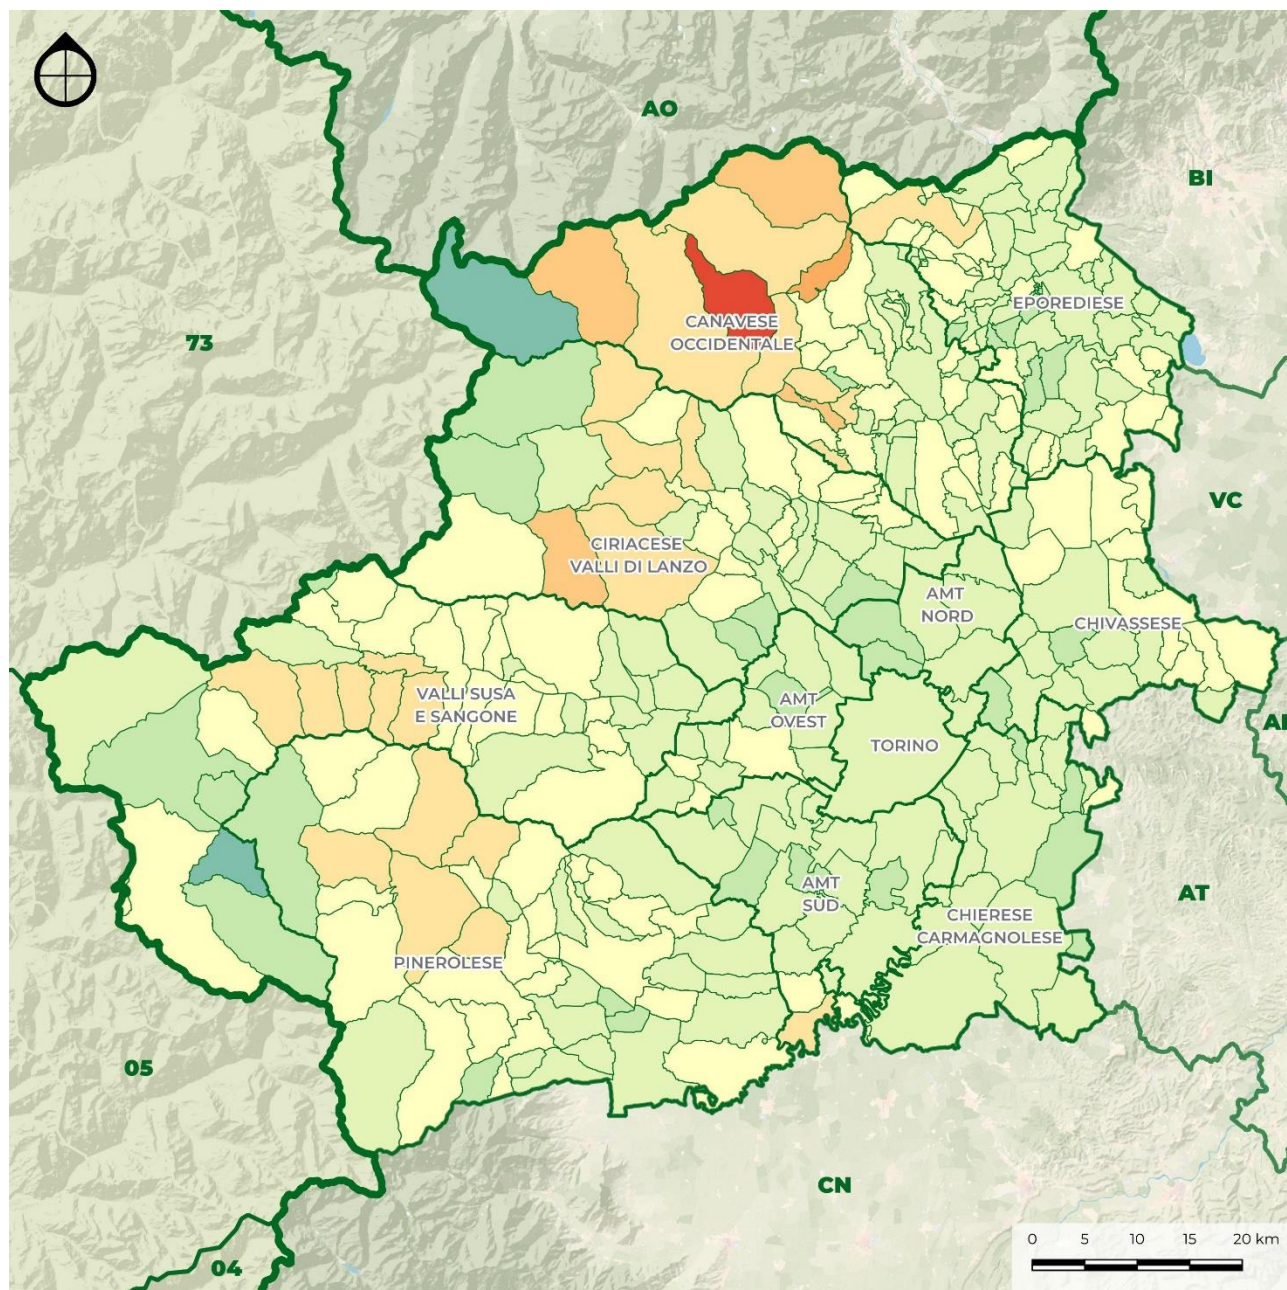 AO
BI
EPOREDIESE
CANAVESE
OCCIDENTALE
73
VC
CIRIACESE
VALLI DI LANZO
AMT
NORD
CHIVASSESE
VALLI SUSA
E SANGONE
AMT
OVEST
TORINO
AMT
SUD
AT
CHIERESE
CARMAGNOLESE
PINEROLESE
05
CN
0 5 10 15 20 km
04